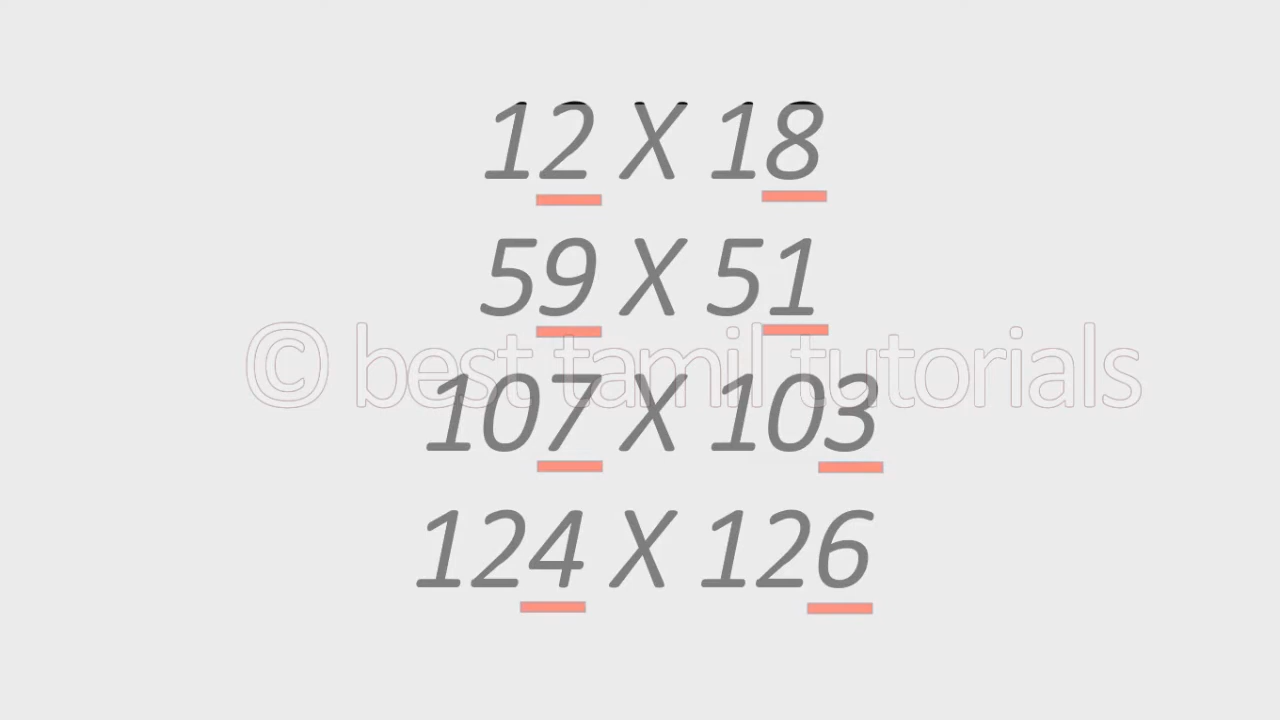 12 X 18
59 X 51
© best tamil tutorials
107 X 103
124 X 126